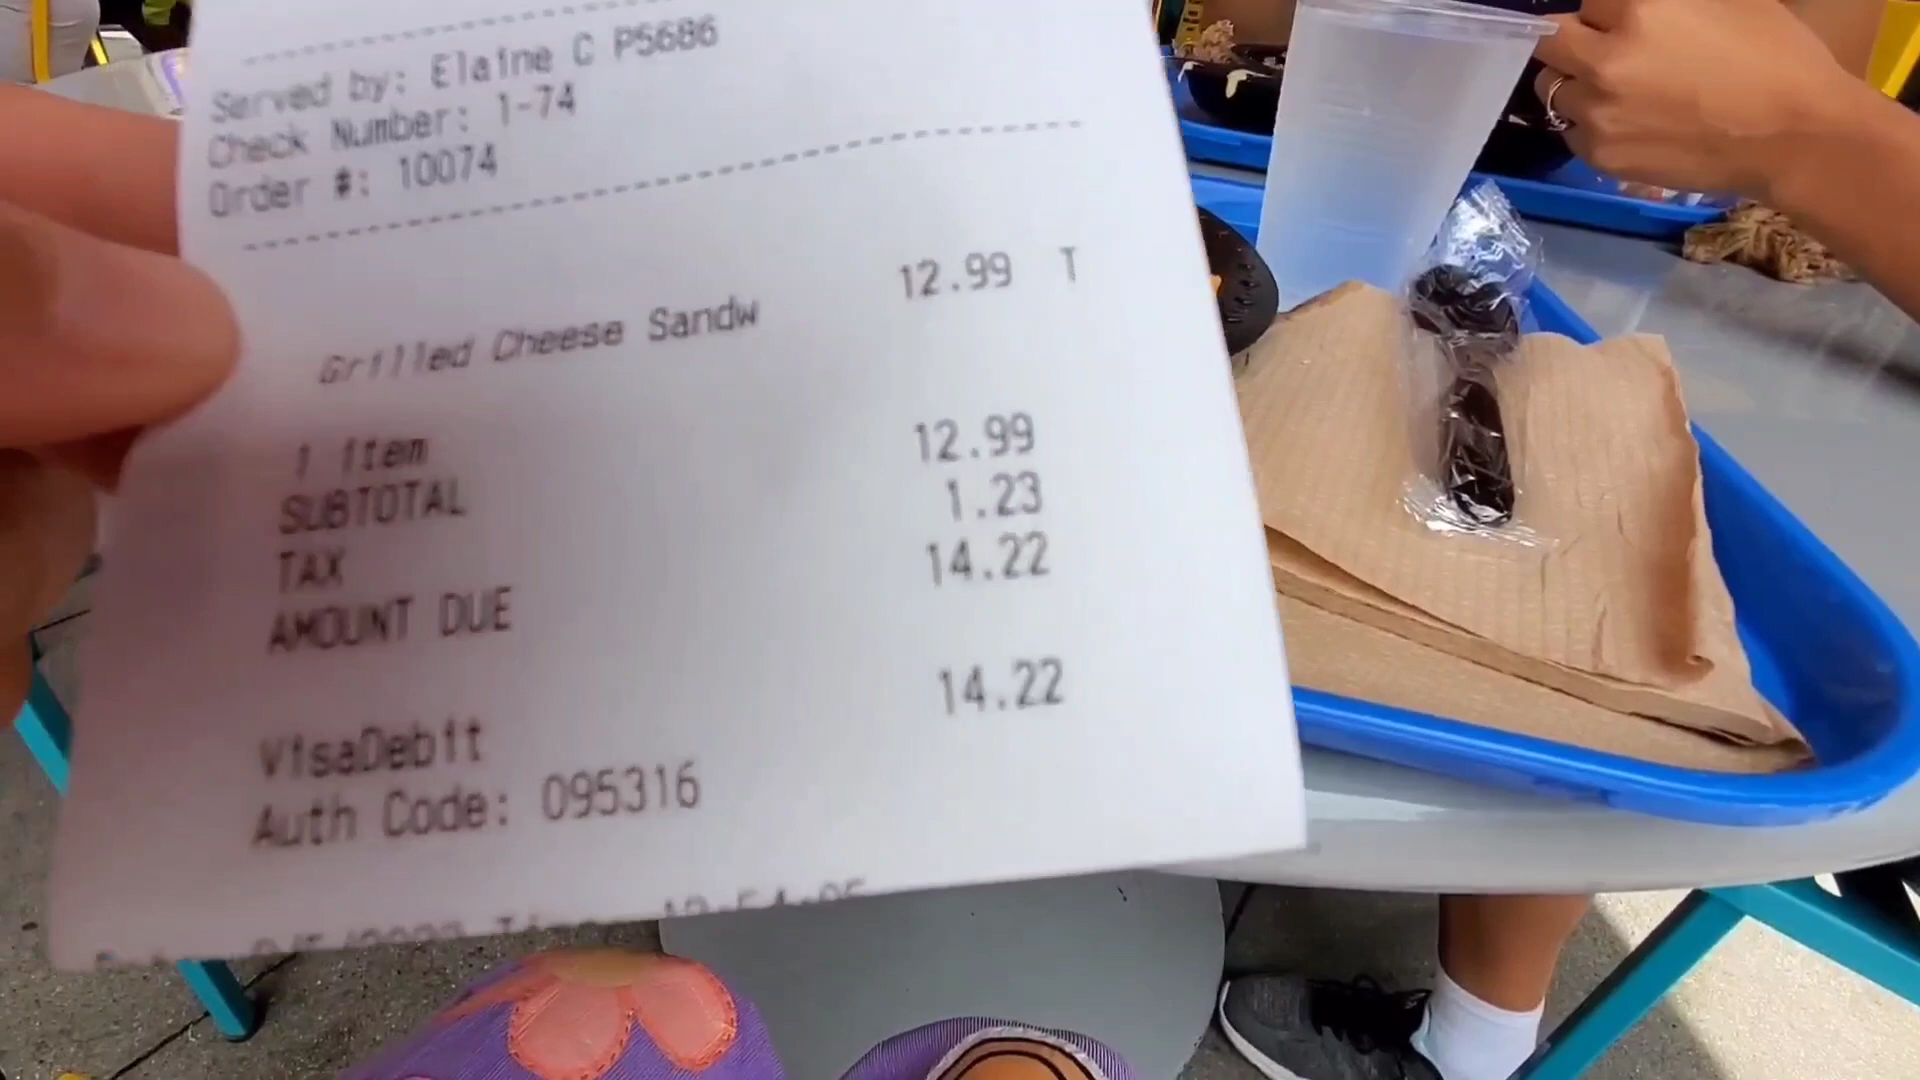 Served by: Elaine C P5686
Check Number: 1-74
Order #: 10074
Grilled Cheese Sandw 12.99 T
1 Item
SUBTOTAL 12.99
TAX 1.23
AMOUNT DUE 14.22
VisaDebit 14.22
Auth Code: 095316